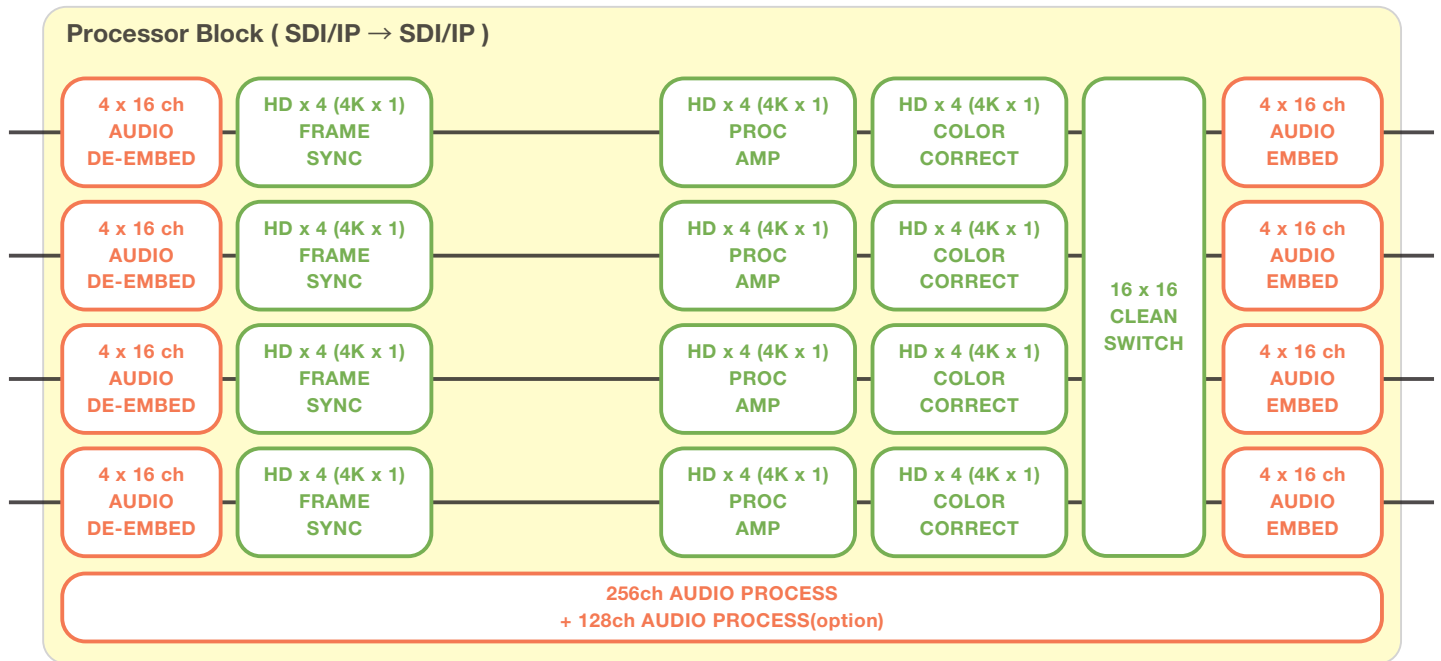 Processor Block ( SDI/IP → SDI/IP )
4 x 16 ch
AUDIO
DE-EMBED
HD x 4 (4K x 1)
FRAME
SYNC
HD x 4 (4K x 1)
PROC
AMP
HD x 4 (4K x 1)
COLOR
CORRECT
4 x 16 ch
AUDIO
EMBED
4 x 16 ch
AUDIO
DE-EMBED
HD x 4 (4K x 1)
FRAME
SYNC
HD x 4 (4K x 1)
PROC
AMP
HD x 4 (4K x 1)
COLOR
CORRECT
16 x 16
CLEAN
SWITCH
4 x 16 ch
AUDIO
EMBED
4 x 16 ch
AUDIO
DE-EMBED
HD x 4 (4K x 1)
FRAME
SYNC
HD x 4 (4K x 1)
PROC
AMP
HD x 4 (4K x 1)
COLOR
CORRECT
4 x 16 ch
AUDIO
EMBED
4 x 16 ch
AUDIO
DE-EMBED
HD x 4 (4K x 1)
FRAME
SYNC
HD x 4 (4K x 1)
PROC
AMP
HD x 4 (4K x 1)
COLOR
CORRECT
4 x 16 ch
AUDIO
EMBED
256ch AUDIO PROCESS
+ 128ch AUDIO PROCESS(option)